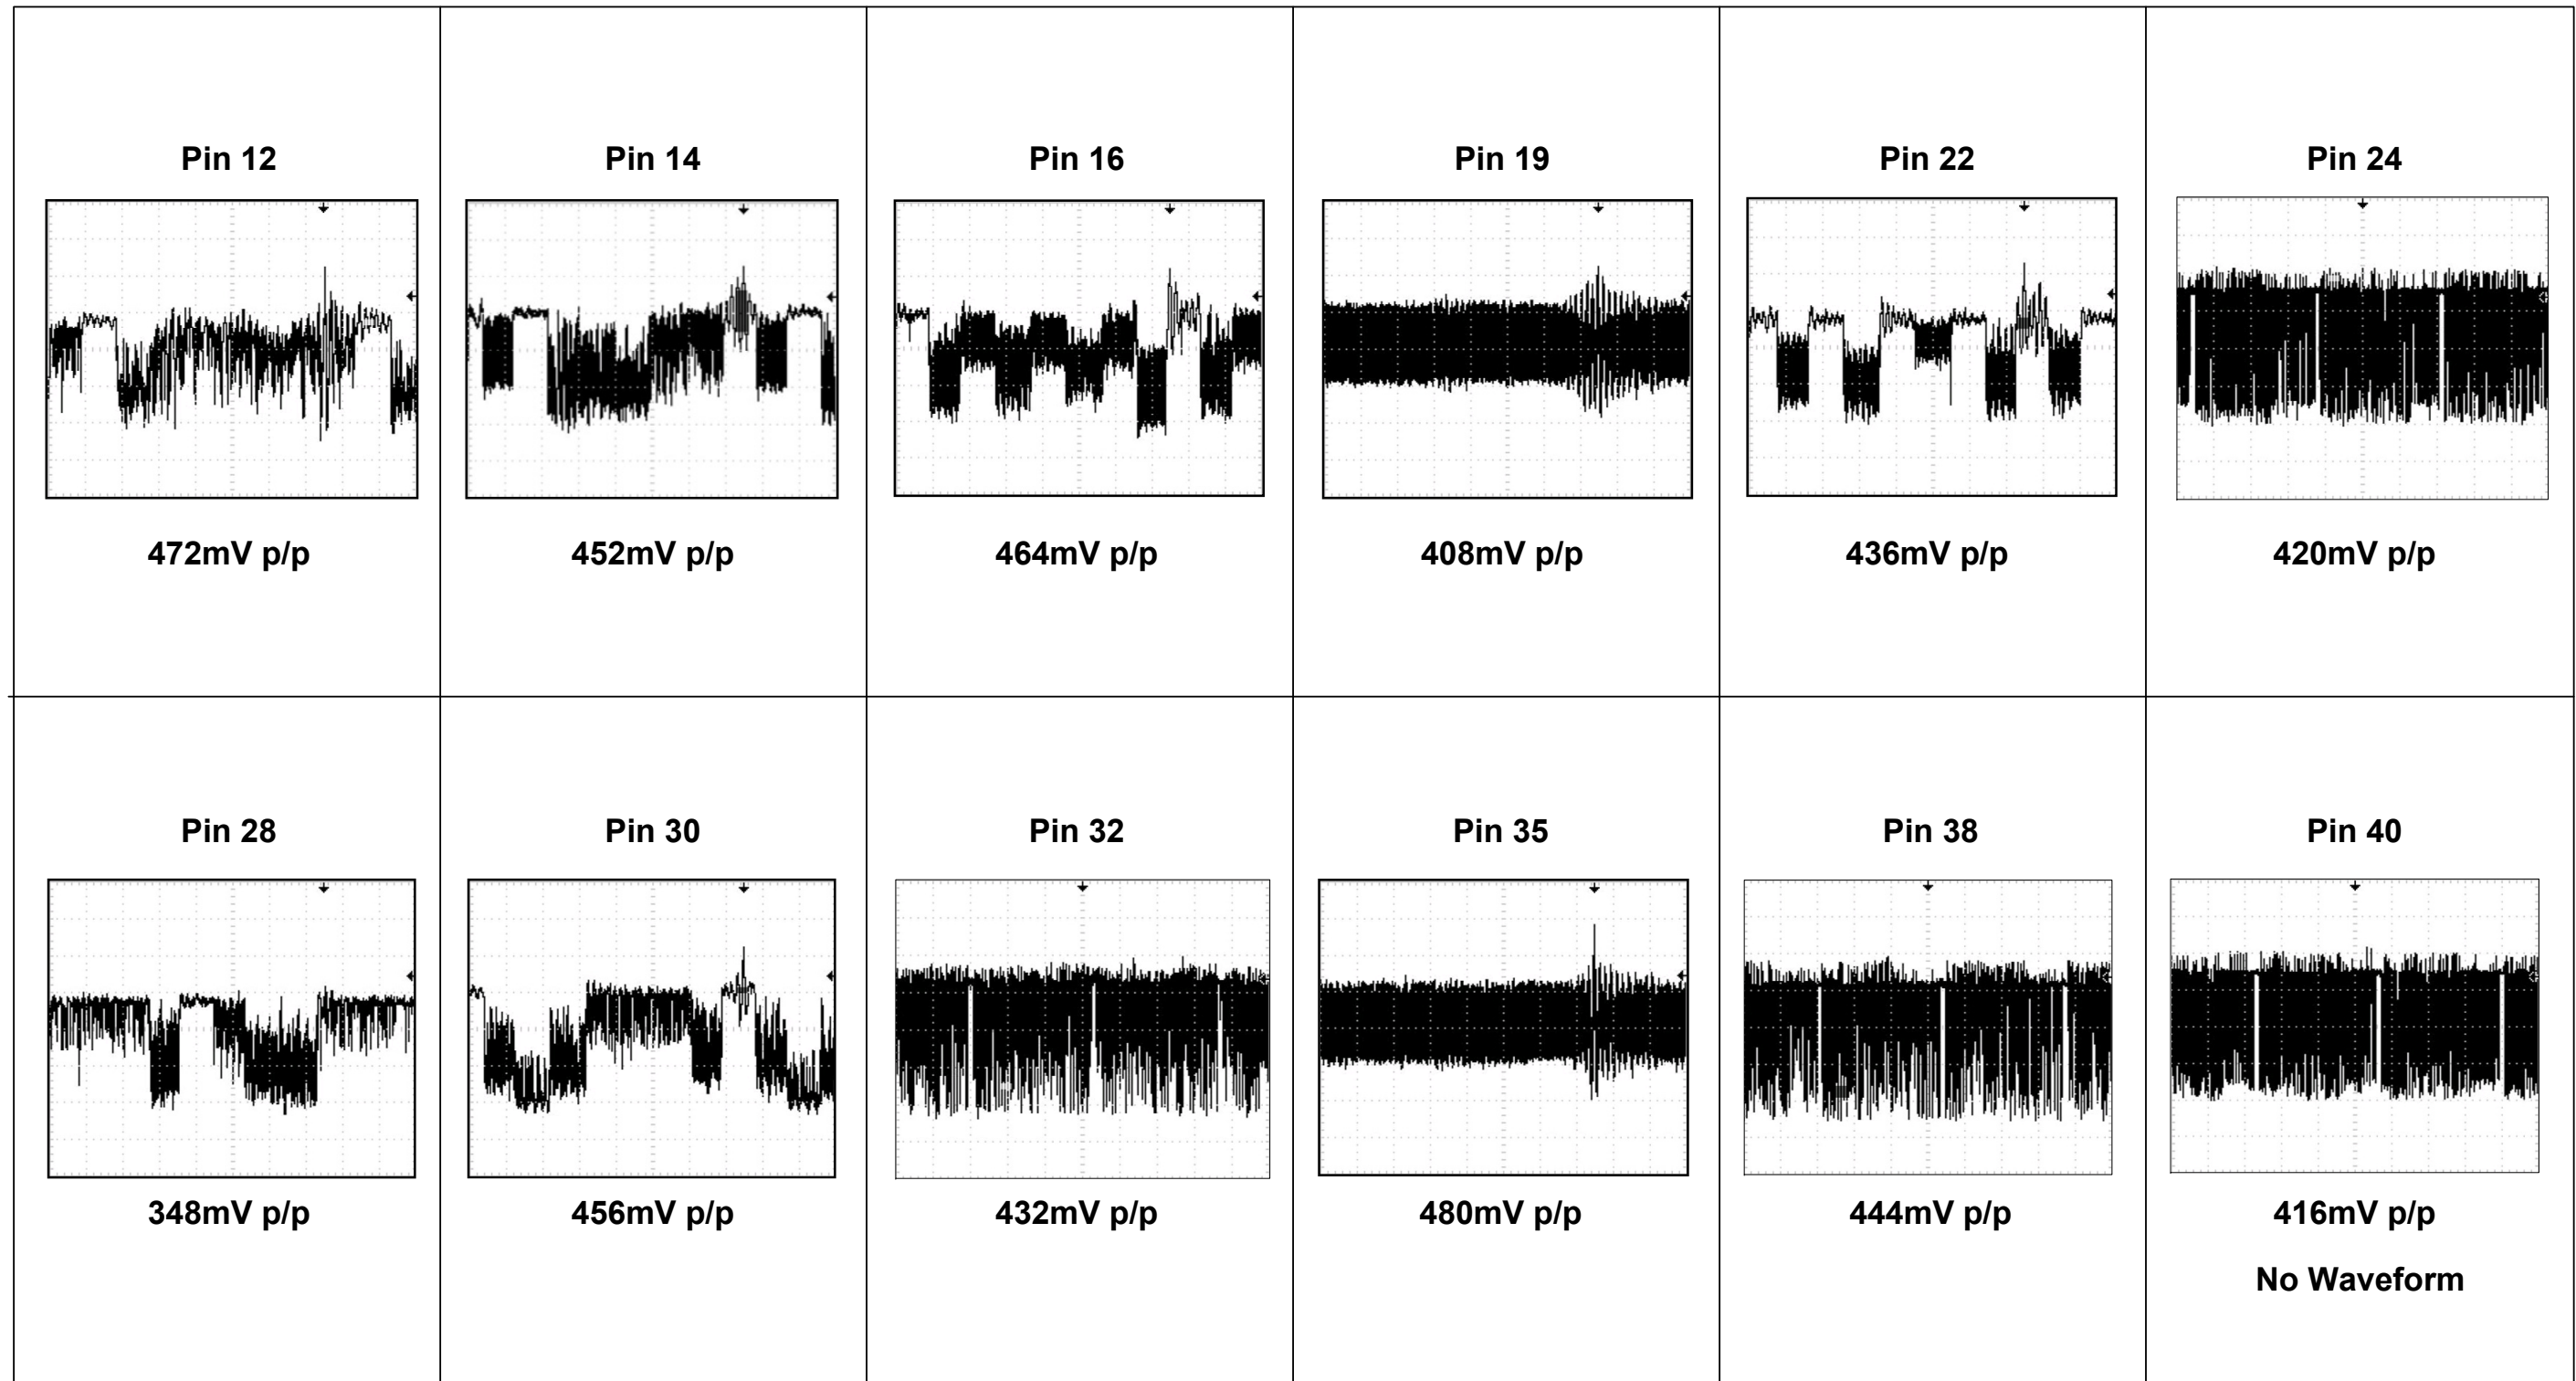 Pin 12
Pin 14
Pin 16
Pin 19
Pin 22
Pin 24
472mV p/p
452mV p/p
464mV p/p
408mV p/p
436mV p/p
420mV p/p
Pin 28
Pin 30
Pin 32
Pin 35
Pin 38
Pin 40
348mV p/p
456mV p/p
432mV p/p
480mV p/p
444mV p/p
416mV p/p
No Waveform